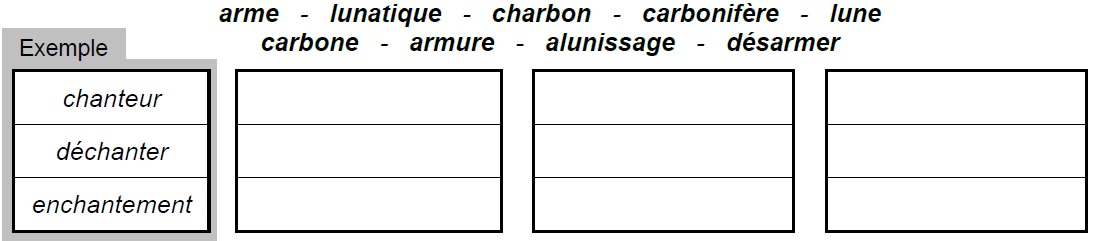 arme - lunatique - charbon - carbonifère - lune
carbone - armure - alunissage - désarmer
Exemple
chanteur
déchanter
enchantement